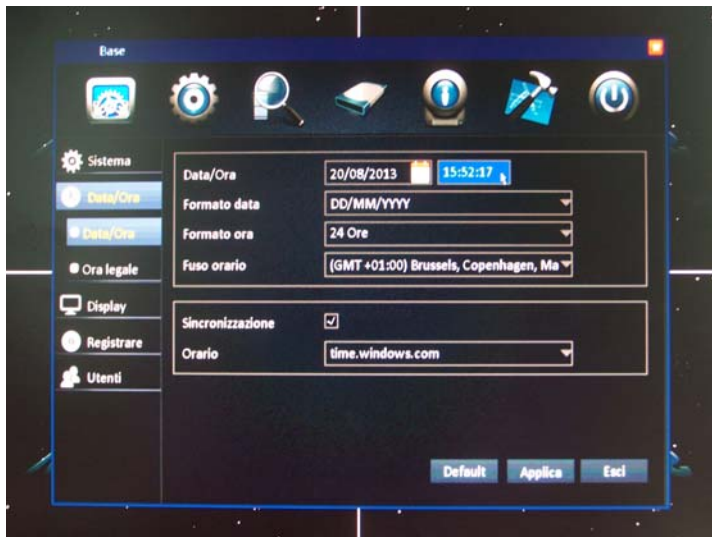 Base
Sistema
Data/Ora
Data/Ora
Ora legale
Display
Registrare
Utenti
Data/Ora 20/08/2013 15:52:17
Formato data DD/MM/YYYY
Formato ora 24 Ore
Fuso orario (GMT +01:00) Brussels, Copenhagen, Ma
Sincronizzazione
Orario time.windows.com
Default Applica Esci